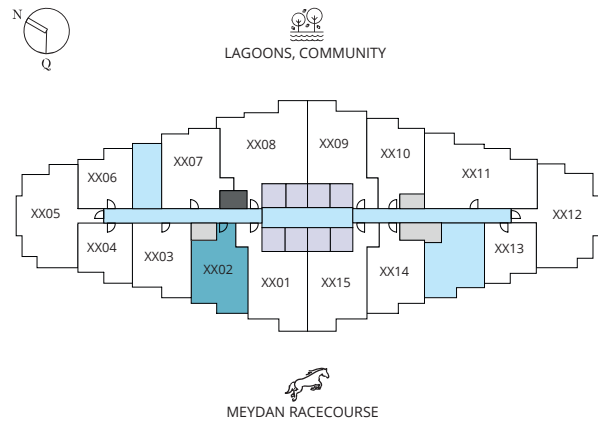 N
Q
LAGOONS, COMMUNITY
XX08
XX09
XX07
XX10
XX06
XX11
XX05
XX12
XX04
XX03
XX02
XX01
XX15
XX14
XX13
MEYDAN RACECOURSE